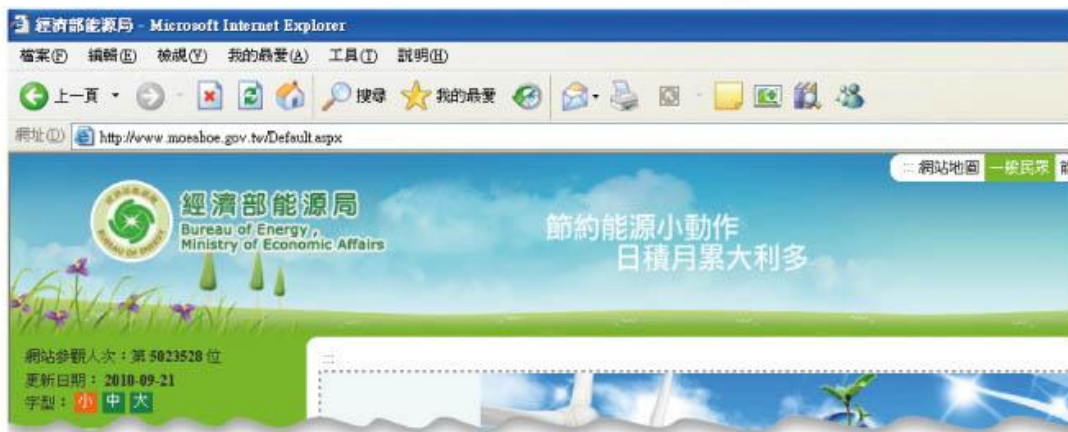 經濟部能源局 - Microsoft Internet Explorer
檔案(F) 編輯(E) 檢視(V) 我的最愛(A) 工具(T) 說明(H)
上一頁 搜尋 我的最愛
網址(D) http://www.moeaboe.gov.tw/Default.aspx
::: 網站地圖 一般民眾
經濟部能源局
Bureau of Energy,
Ministry of Economic Affairs
節約能源小動作
日積月累大利多
網站參觀人次：第 5023528 位
更新日期： 2010-09-21
字型： 小 中 大
:::